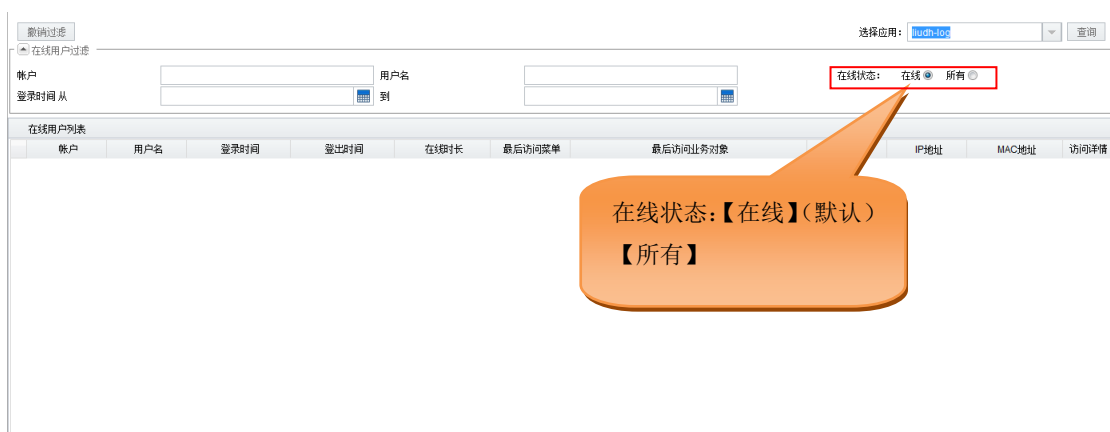 撤销过滤 选择应用: liudh-log 查询
在线用户过滤
帐户 用户名 在线状态: 在线 所有
登录时间 从 到
在线用户列表
帐户 用户名 登录时间 登出时间 在线时长 最后访问菜单 最后访问业务对象 IP地址 MAC地址 访问详情
在线状态:【在线】(默认)
【所有】